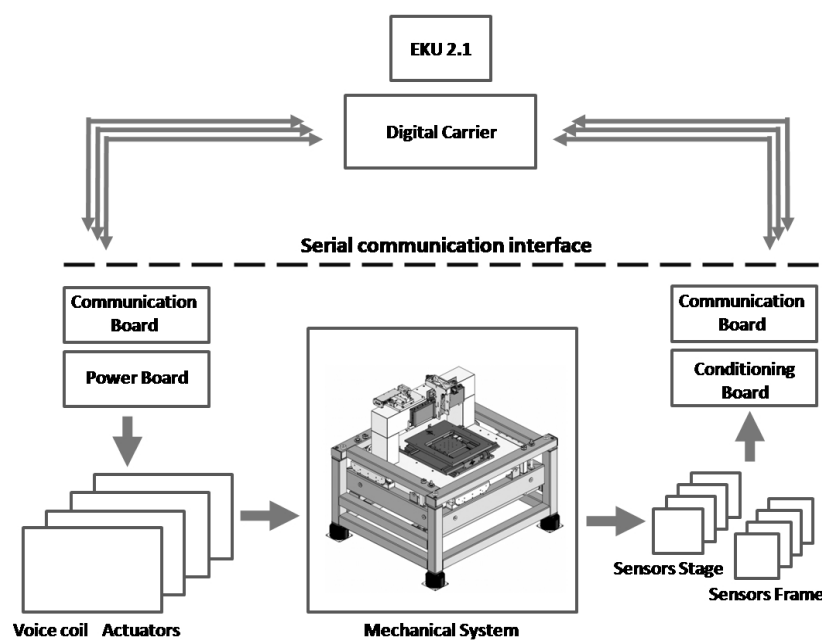 EKU 2.1
Digital Carrier
Serial communication interface
Communication
Board
Power Board
Communication
Board
Conditioning
Board
Sensors Stage
Sensors Frame
Voice coil Actuators
Mechanical System